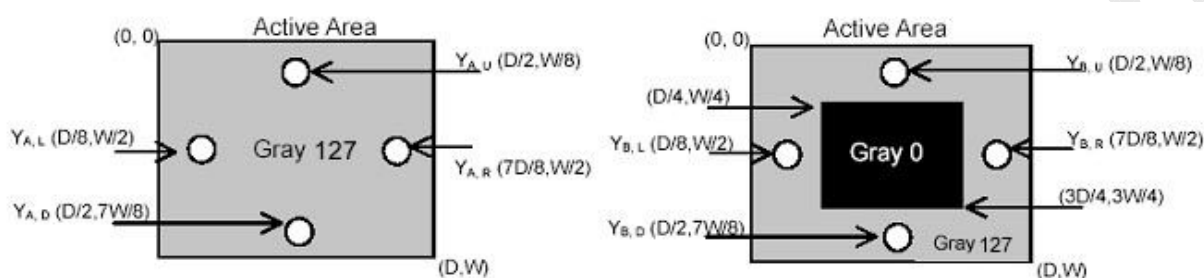 Active Area
(0, 0)
Y_A, U (D/2,W/8)
Y_A, L (D/8,W/2)
Gray 127
Y_A, R (7D/8,W/2)
Y_A, D (D/2,7W/8)
(D,W)
Active Area
(0, 0)
Y_B, U (D/2,W/8)
(D/4,W/4)
Y_B, L (D/8,W/2)
Gray 0
Y_B, R (7D/8,W/2)
(3D/4,3W/4)
Y_B, D (D/2,7W/8)
Gray 127
(D,W)